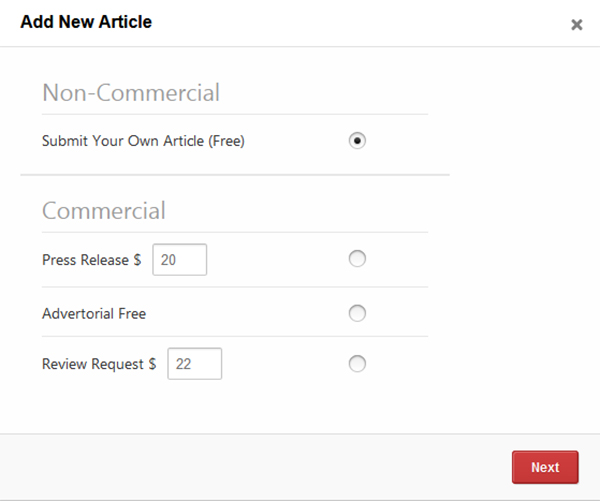 Add New Article
Non-Commercial
Submit Your Own Article (Free)
Commercial
Press Release $ 20
Advertorial Free
Review Request $ 22
Next